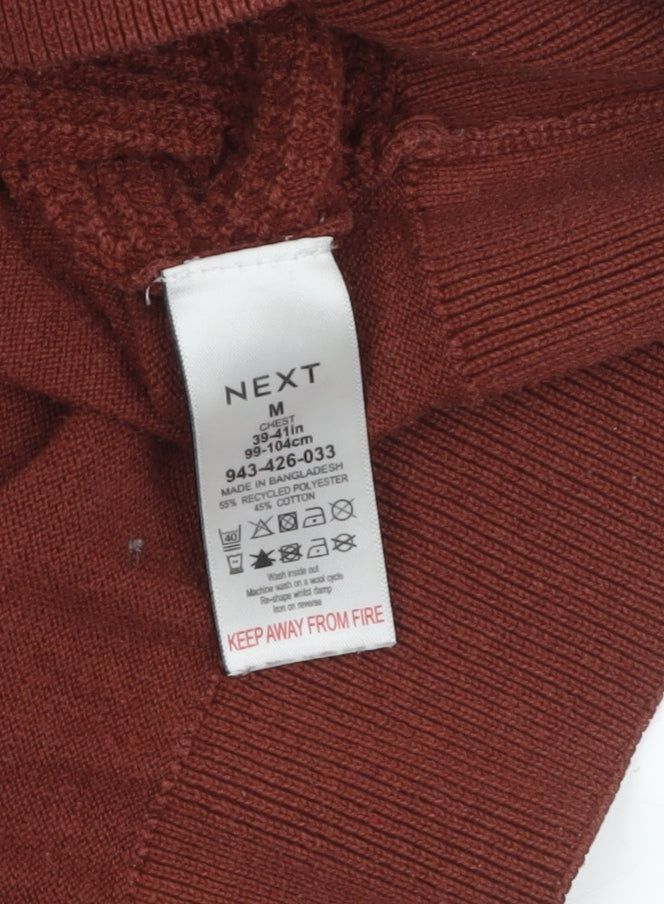 NEXT
M
CHEST
39-41in
99-104cm
943-426-033
MADE IN BANGLADESH
55% RECYCLED POLYESTER
45% COTTON
40
Wash inside out
Machine wash on a wool cycle
Re-shape whilst damp
Iron on reverse
KEEP AWAY FROM FIRE